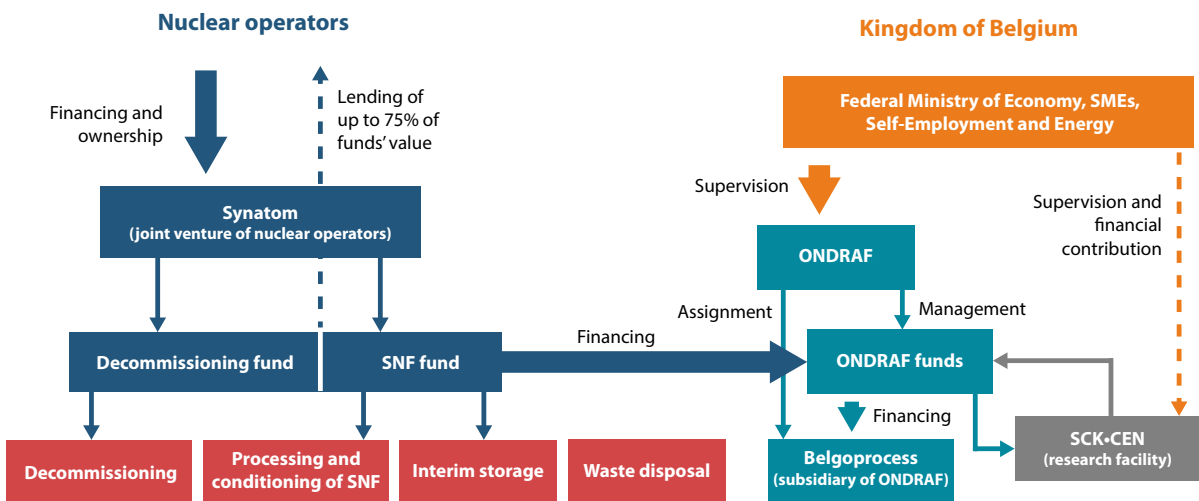 Nuclear operators
Kingdom of Belgium
Financing and
ownership
Lending of
up to 75% of
funds' value
Federal Ministry of Economy, SMEs,
Self-Employment and Energy
Supervision
Supervision and
financial
contribution
Synatom
(joint venture of nuclear operators)
ONDRAF
Assignment
Management
Decommissioning fund
SNF fund
Financing
ONDRAF funds
Financing
Decommissioning
Processing and
conditioning of SNF
Interim storage
Waste disposal
Belgoprocess
(subsidiary of ONDRAF)
SCK•CEN
(research facility)